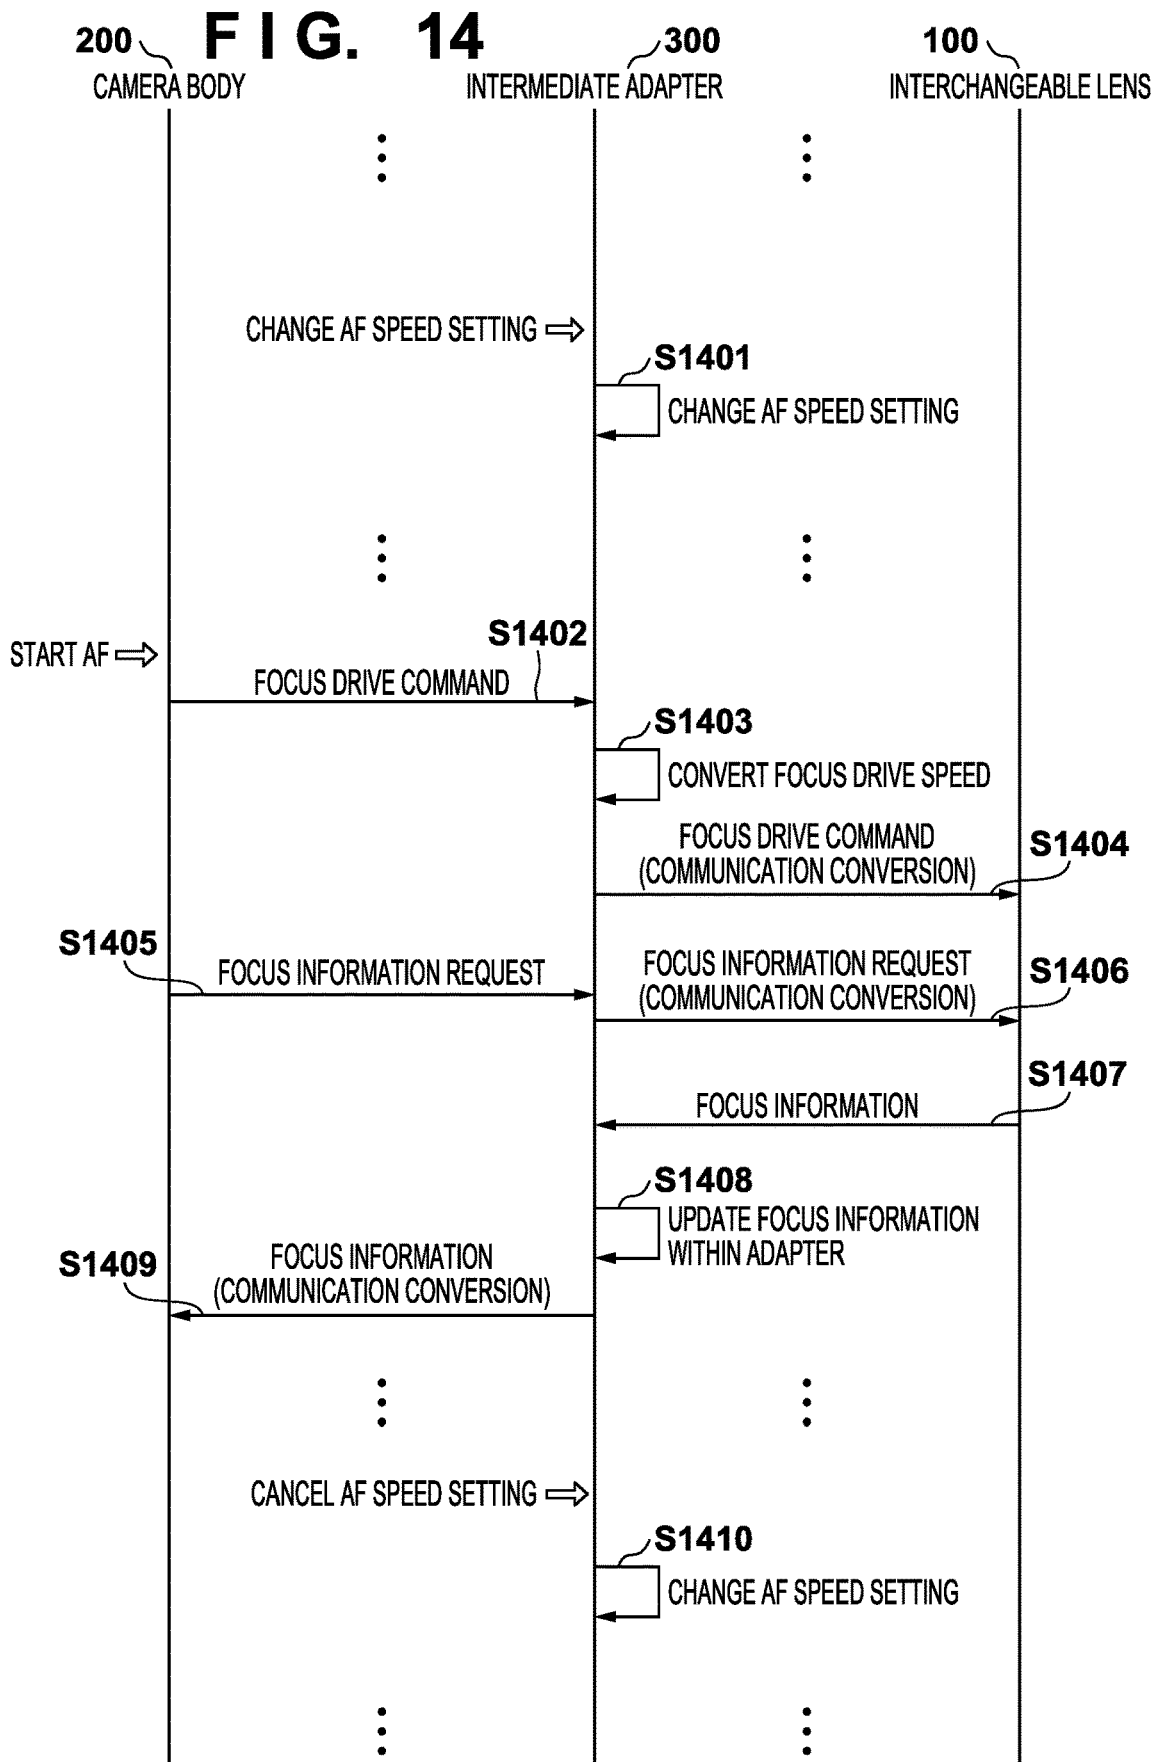 FIG. 14
200
300
100
CAMERA BODY
INTERMEDIATE ADAPTER
INTERCHANGEABLE LENS
CHANGE AF SPEED SETTING
S1401
CHANGE AF SPEED SETTING
START AF
S1402
FOCUS DRIVE COMMAND
S1403
CONVERT FOCUS DRIVE SPEED
FOCUS DRIVE COMMAND
(COMMUNICATION CONVERSION)
S1404
S1405
FOCUS INFORMATION REQUEST
FOCUS INFORMATION REQUEST
(COMMUNICATION CONVERSION)
S1406
S1407
FOCUS INFORMATION
S1408
UPDATE FOCUS INFORMATION
WITHIN ADAPTER
S1409
FOCUS INFORMATION
(COMMUNICATION CONVERSION)
CANCEL AF SPEED SETTING
S1410
CHANGE AF SPEED SETTING